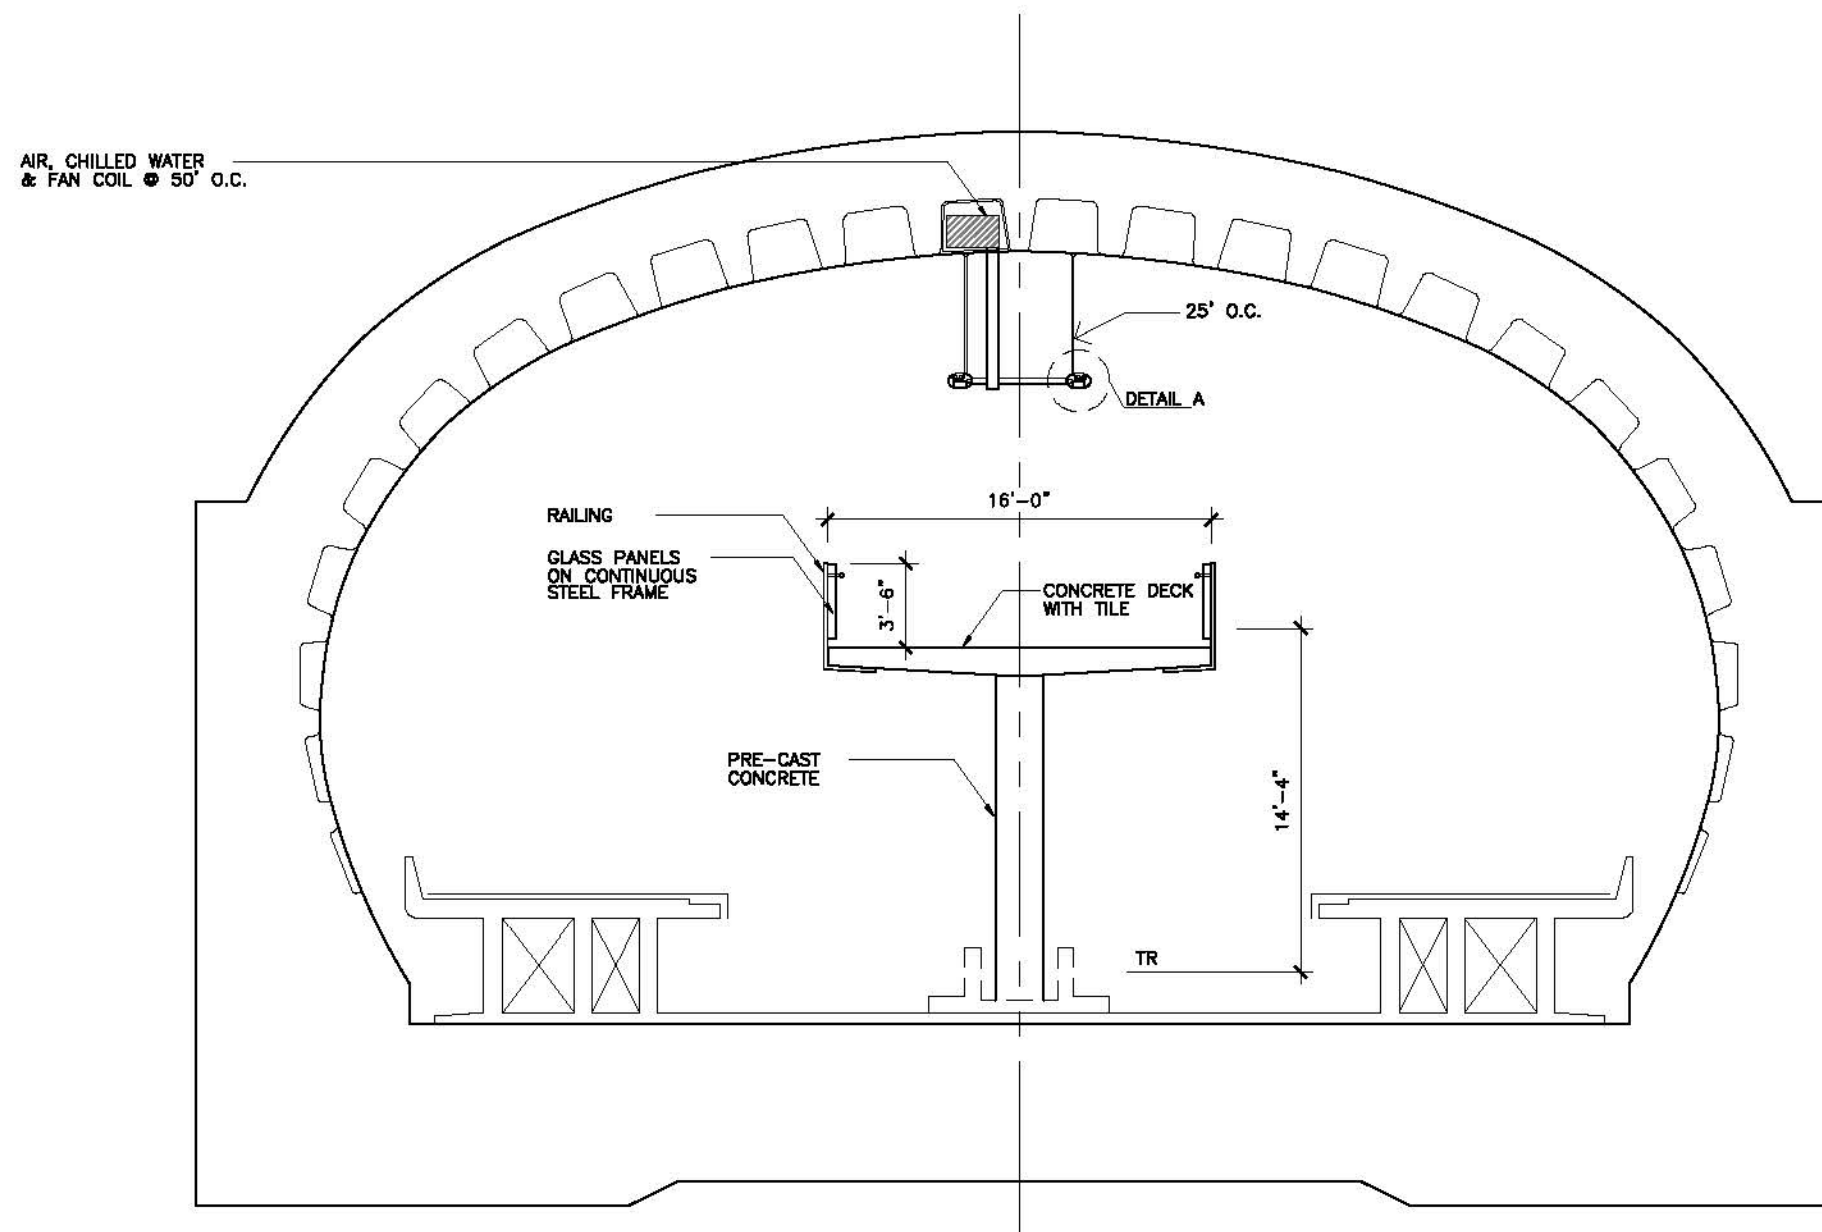 AIR, CHILLED WATER
& FAN COIL @ 50' O.C.
25' O.C.
DETAIL A
16'-0"
RAILING
GLASS PANELS
ON CONTINUOUS
STEEL FRAME
3'-6"
CONCRETE DECK
WITH TILE
PRE-CAST
CONCRETE
14'-4"
TR